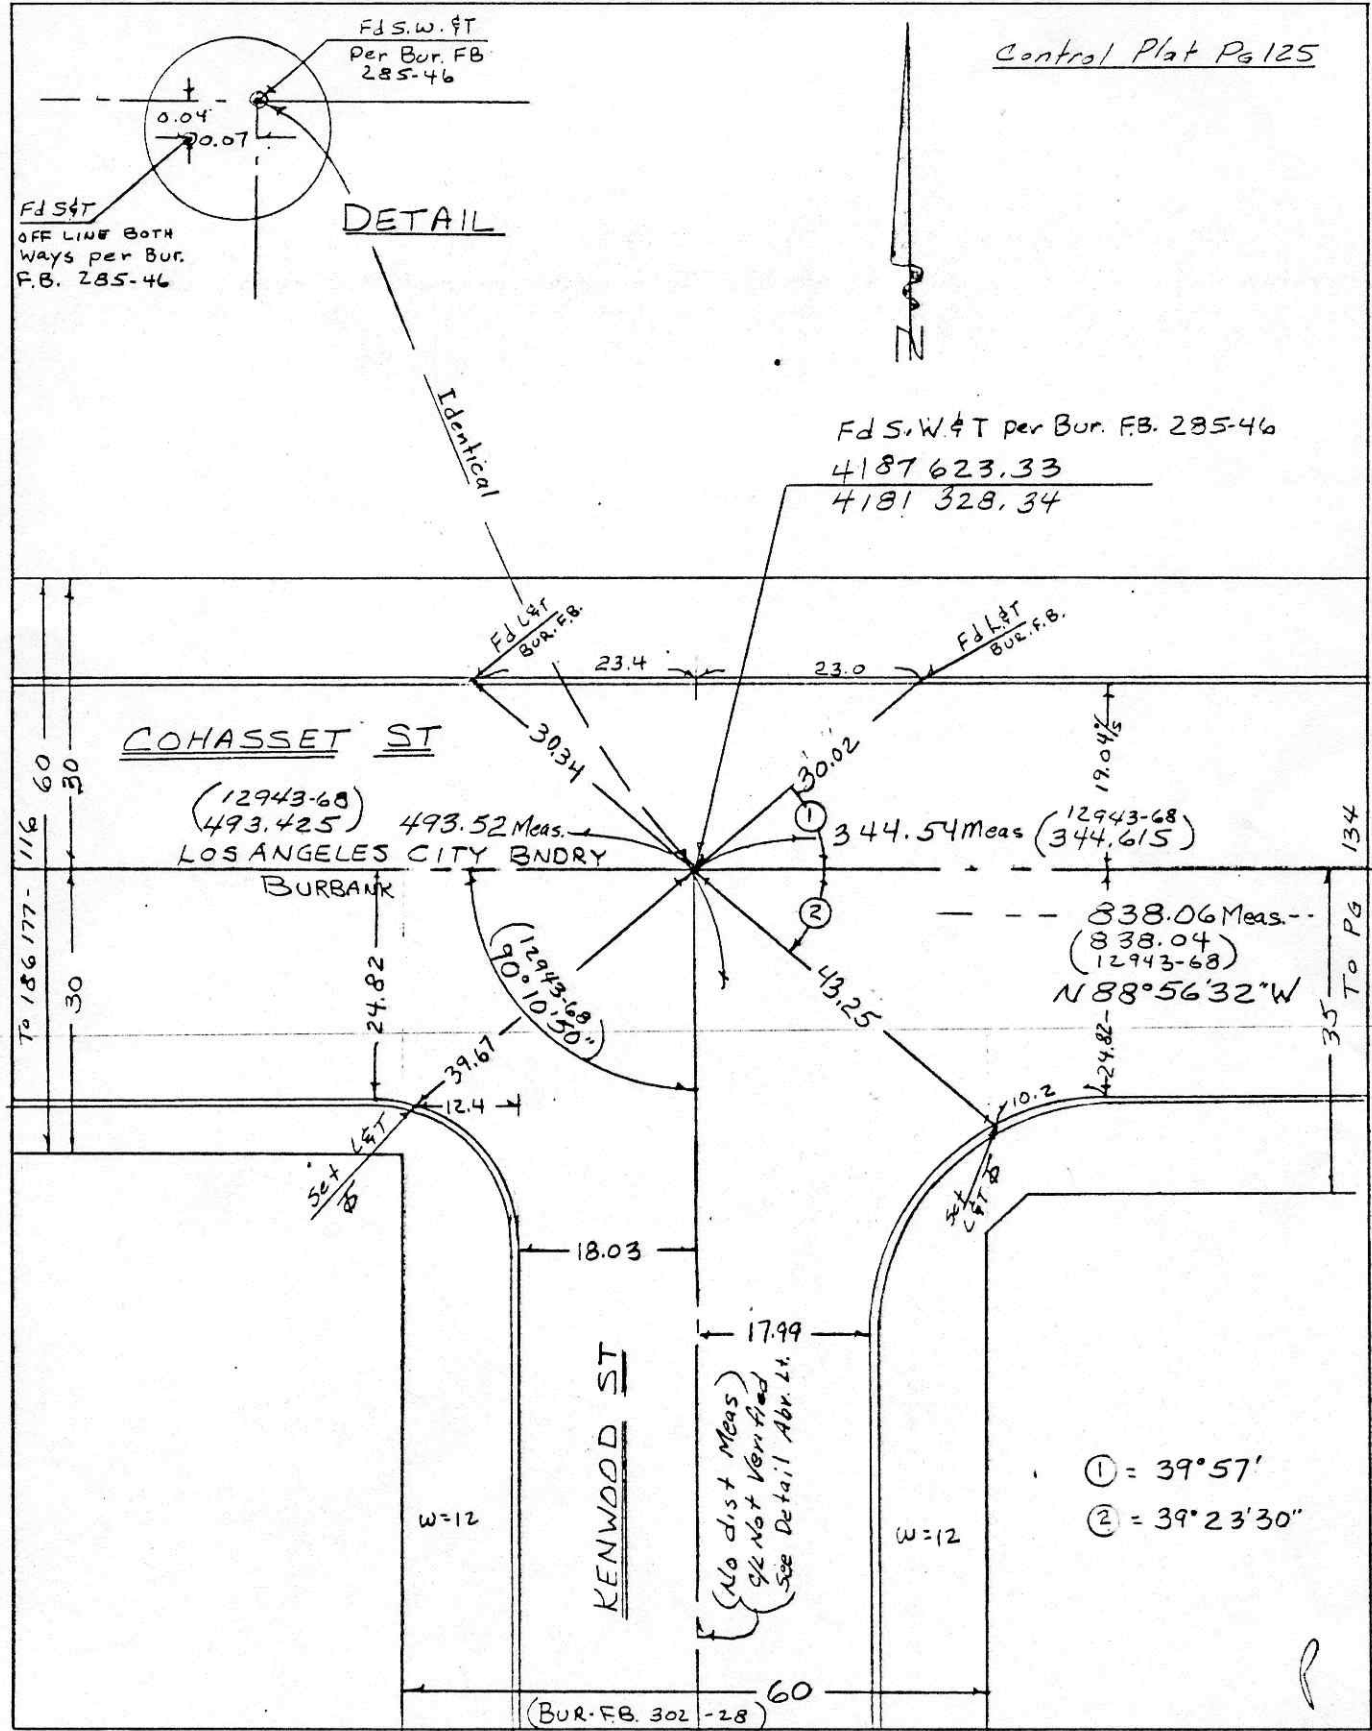 Control Plat Pg 125
Fd S.W. &T
Per Bur. FB
285-46
0.04
0.07
Fd S&T
OFF LINE BOTH
Ways per Bur.
F.B. 285-46
DETAIL
Identical
N
Fd S.W.&T per Bur. F.B. 285-46
4187 623.33
4181 328.34
Fd L&T
BUR. F.B.
Fd L&T
BUR. F.B.
23.4
23.0
COHASSET ST
30.34
30.02
19.04
60
30
(12943-68)
(493.425)
493.52 Meas.
1
344.54 Meas
(12943-68)
(344.615)
LOS ANGELES CITY BNDRY
BURBANK
2
838.06 Meas.--
(838.04)
(12943-68)
N 88°56'32"W
To 186 177-116
30
24.82
(12943-68)
90°10'50"
43.25
24.82
35
To PG 134
39.67
12.4
10.2
Set L&T
Set
L&T
18.03
17.99
KENWOOD ST
(No dist Meas)
Not Verified
See Detail Abv. Lt.
W=12
W=12
1 = 39°57'
2 = 39°23'30"
60
(BUR. F.B. 302-28)